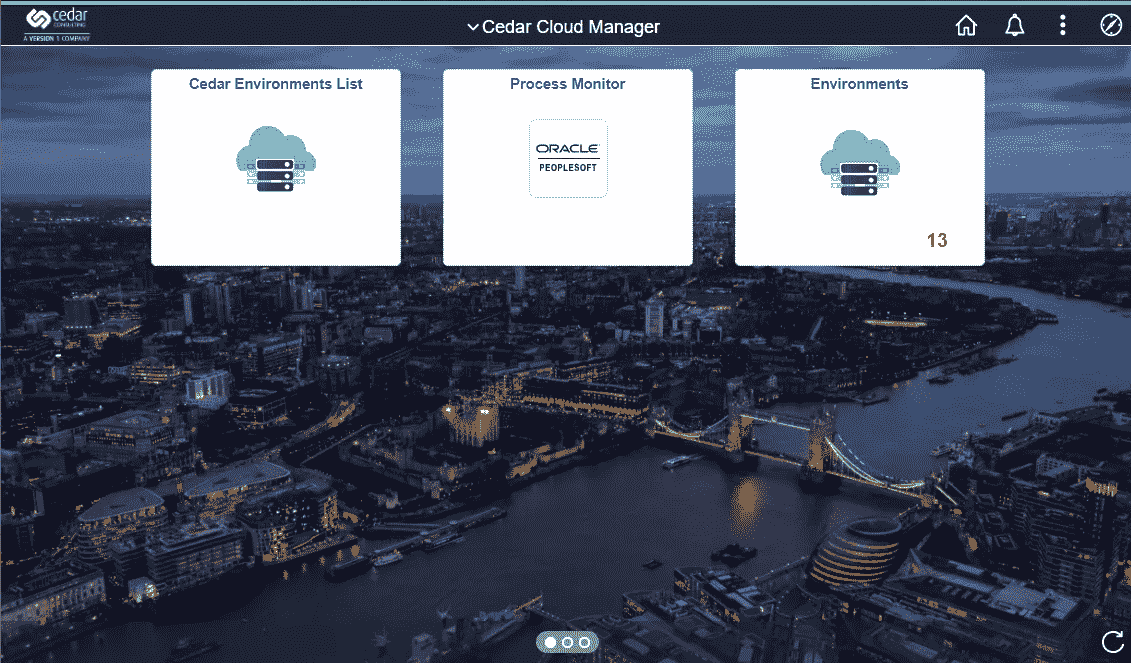 cedar
CONSULTING
A VERSION 1 COMPANY
Cedar Cloud Manager
Cedar Environments List
Process Monitor
Environments
ORACLE
PEOPLESOFT
13